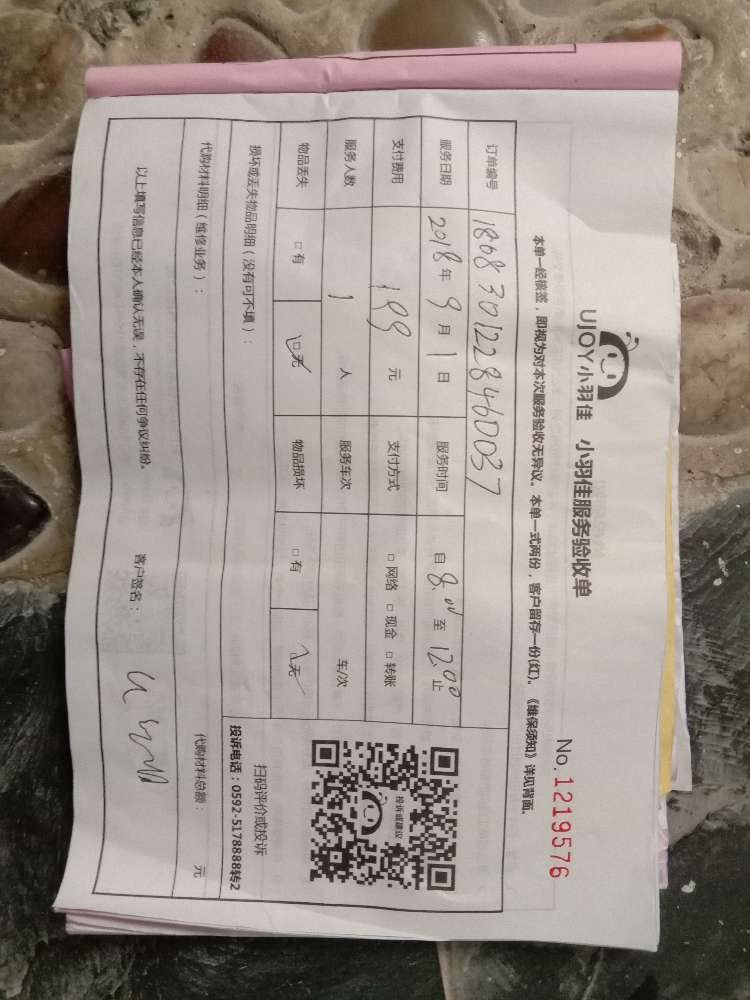 UJOY小羽佳 小羽佳服务验收单
No.1219576
本单一经签签，即视为对本次服务验收无异议。本单一式两份，客户留存一份(红)。《维保须知》详见背面.
订单编号 1808301228460037
服务日期 2018年9月1日 服务时间 自8:00至12:00止
支付费用 199元 支付方式 □网络 □现金 □转账
服务人数 1人 服务车次 车/次
物品丢失 □有 □无 物品损坏 □有 □无
投诉或建议
扫码评价或投诉
投诉电话：0592-5178888转2
损坏或丢失物品明细（没有可不填）：
代购材料明细（维修业务）： 代购材料总额： 元
以上填写信息已经本人确认无误，不存在任何争议纠纷。 客户签名：